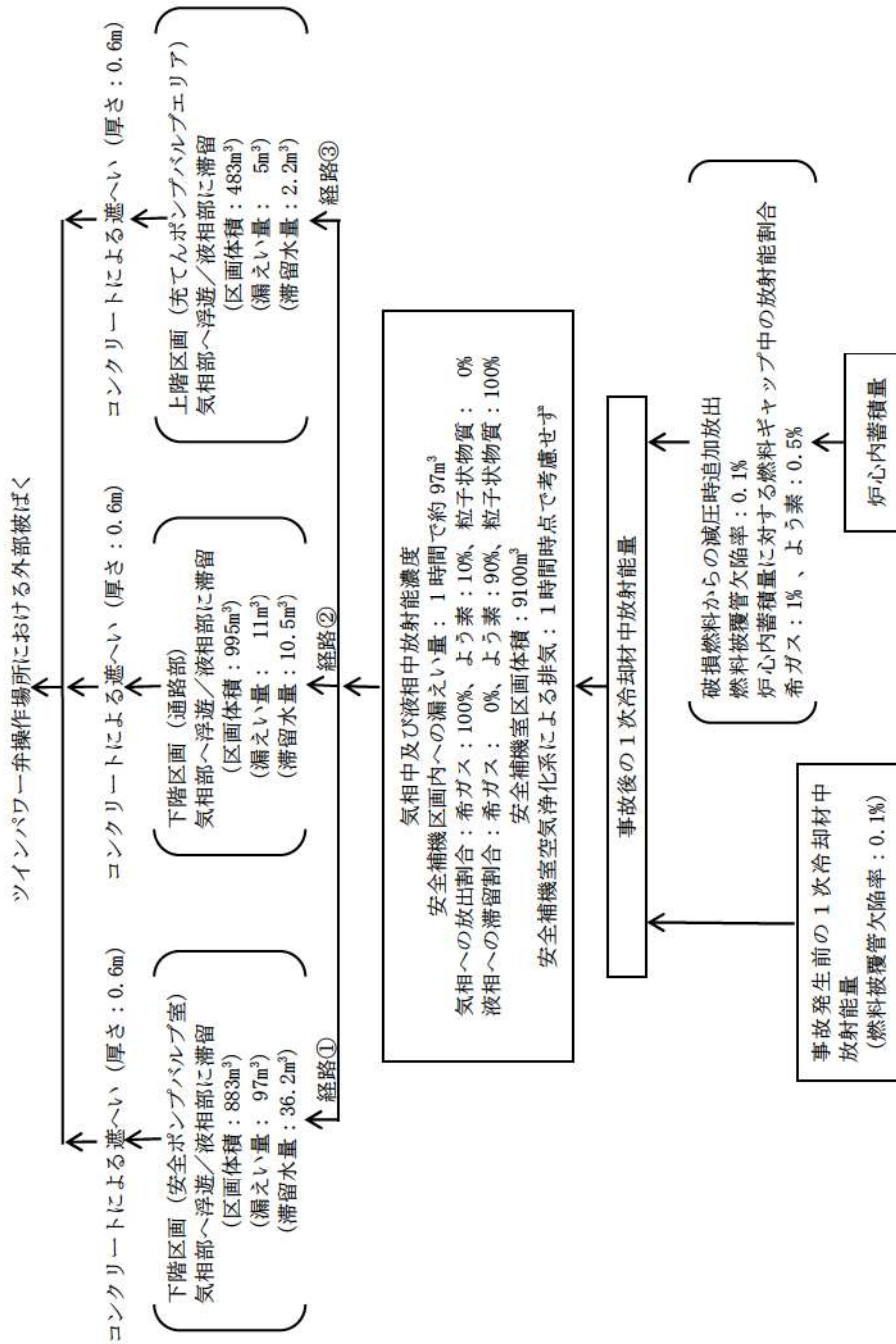 ツインパワー弁操作場所における外部被ばく
コンクリートによる遮へい (厚さ:0.6m)
コンクリートによる遮へい (厚さ:0.6m)
コンクリートによる遮へい (厚さ:0.6m)
下階区画 (安全ポンプバルブ室)
気相部へ浮遊/液相部に滞留
(区画体積:883m³)
(漏えい量: 97m³)
(滞留水量:36.2m³)
経路①
下階区画 (通路部)
気相部へ浮遊/液相部に滞留
(区画体積:995m³)
(漏えい量: 11m³)
(滞留水量:10.5m³)
経路②
上階区画 (充てんポンプバルブエリア)
気相部へ浮遊/液相部に滞留
(区画体積:483m³)
(漏えい量: 5m³)
(滞留水量:2.2m³)
経路③
気相中及び液相中放射能濃度
安全補機区画内への漏えい量:1時間で約97m³
気相への放出割合:希ガス:100%、よう素:10%、粒子状物質: 0%
液相への滞留割合:希ガス: 0%、よう素:90%、粒子状物質:100%
安全補機室区画体積:9100m³
安全補機室空気浄化系による排気:1時間時点で考慮せず
事故後の1次冷却材中放射能量
事故発生前の1次冷却材中
放射能量
(燃料被覆管欠陥率:0.1%)
破損燃料からの減圧時追加放出
燃料被覆管欠陥率:0.1%
炉心内蓄積量に対する燃料ギャップ中の放射能割合
希ガス:1%、よう素:0.5%
炉心内蓄積量